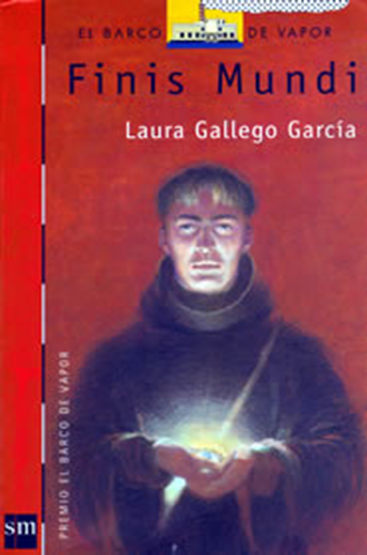 EL BARCO DE VAPOR
Finis Mundi
Laura Gallego García
PREMIO EL BARCO DE VAPOR
sm